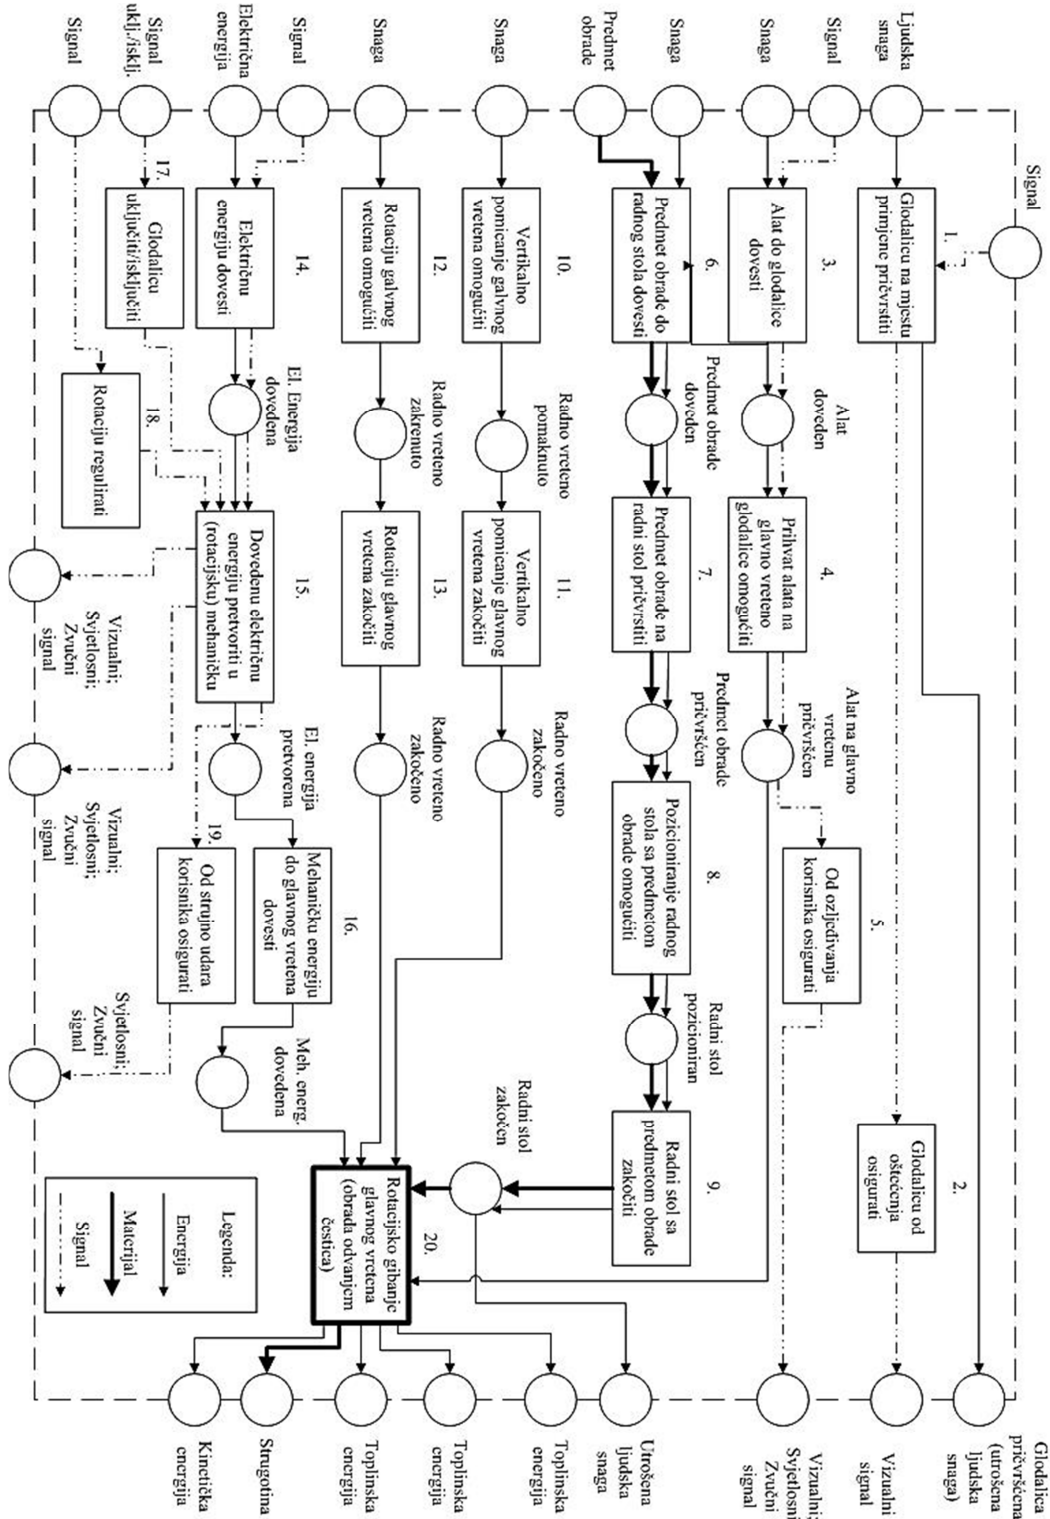 Signal
Ljudska
snaga
1.
Glodalicu na mjestu
primjene pričvrstiti
2.
Glodalicu od
oštećenja
osigurati
Glodalica
pričvršćena
(utrošena
ljudska
snaga)
Vizualni
signal
Signal
Snaga
3.
Alat do glodalice
dovesti
Alat
doveden
4.
Prihvat alata na
glavno vreteno
glodalice omogućiti
Alat na glavno
vretenu
pričvršćen
5.
Od ozljeđivanja
korisnika osigurati
Vizualni;
Svjetlosni;
Zvučni
signal
Snaga
Predmet
obrade
6.
Predmet obrade do
radnog stola dovesti
Predmet obrade
doveden
7.
Predmet obrade na
radni stol pričvrstiti
Predmet obrade
pričvršćen
8.
Pozicioniranje radnog
stola sa predmetom
obrade omogućiti
Radni stol
pozicioniran
9.
Radni stol sa
predmetom obrade
zakočiti
Radni stol
zakočen
Utrošena
ljudska
snaga
Snaga
10.
Vertikalno
pomicanje galvnog
vretena omogućiti
Radno vreteno
pomaknuto
11.
Vertikalno
pomicanje glavnog
vretena zakočiti
Radno vreteno
zakočeno
Toplinska
energija
Snaga
12.
Rotaciju galvnog
vretena omogućiti
Radno vreteno
zakrenuto
13.
Rotaciju glavnog
vretena zakočiti
Radno vreteno
zakočeno
20.
Rotacijsko gibanje
glavnog vretena
(obrada odvanjem
čestica)
Toplinska
energija
Toplinska
energija
Signal
Električna
energija
14.
Električnu
energiju dovesti
El. Energija
dovedena
15.
Dovedenu električnu
energiju pretvoriti u
(rotacijsku) mehaničku
El. energija
pretvorena
16.
Mehaničku energiju
do glavnog vretena
dovesti
Meh. energ.
dovedena
Strugotina
Kinetička
energija
Signal
uklj./isklj.
17.
Glodalicu
uključiti/isključiti
Signal
18.
Rotaciju regulirati
19.
Od strujno udara
korisnika osigurati
Vizualni;
Svjetlosni;
Zvučni
signal
Vizualni;
Svjetlosni;
Zvučni
signal
Svjetlosni;
Zvučni
signal
Legenda:
Energija
Materijal
Signal